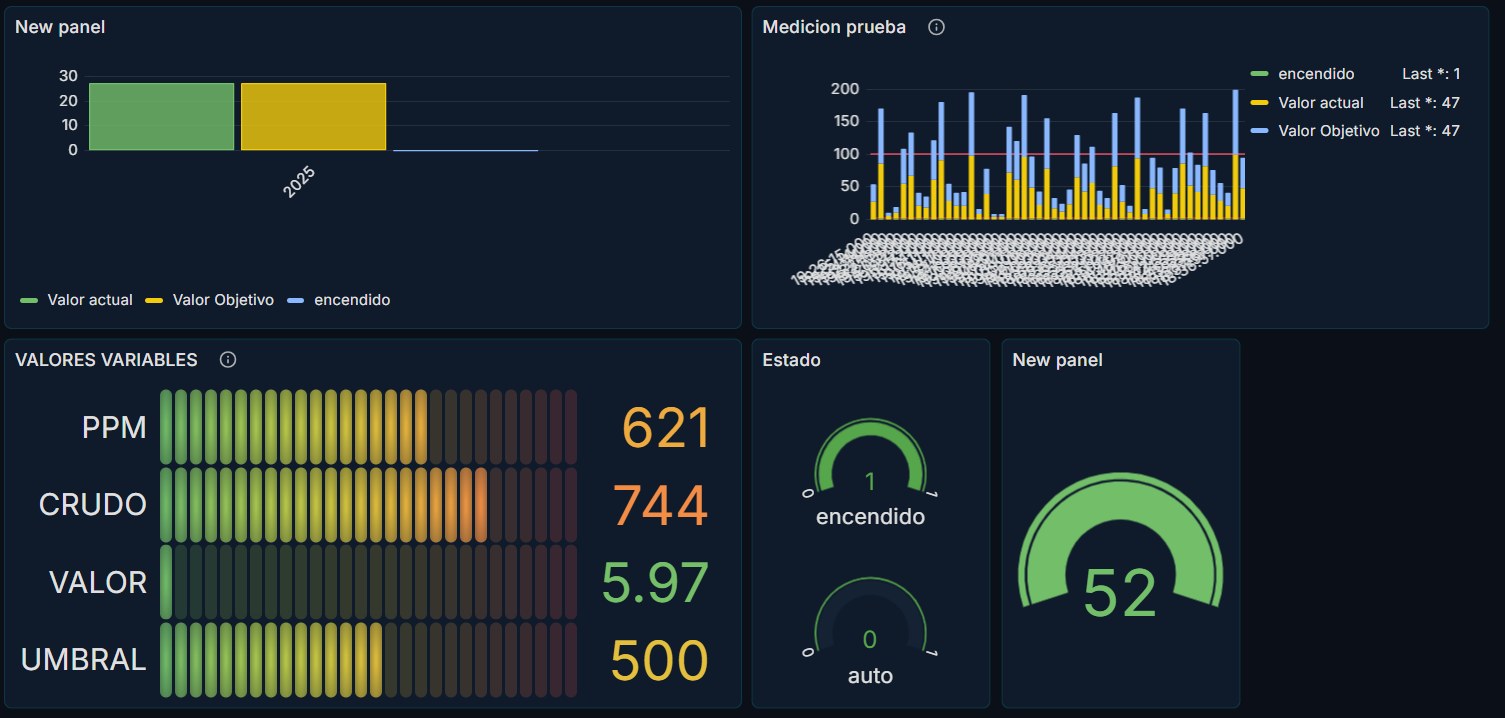 New panel
30
20
10
0
2025
Valor actual Valor Objetivo encendido
Medicion prueba
200
150
100
50
0
encendido Last *: 1
Valor actual Last *: 47
Valor Objetivo Last *: 47
VALORES VARIABLES
PPM 621
CRUDO 744
VALOR 5.97
UMBRAL 500
Estado
1
0 1
encendido
0
0 1
auto
New panel
52